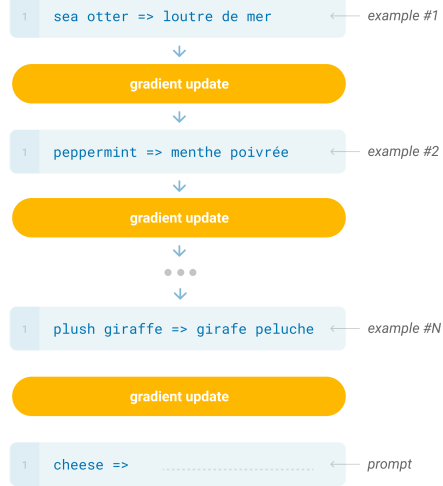 1 sea otter => loutre de mer example #1
gradient update
1 peppermint => menthe poivrée example #2
gradient update
1 plush giraffe => girafe peluche example #N
gradient update
1 cheese => ........................ prompt